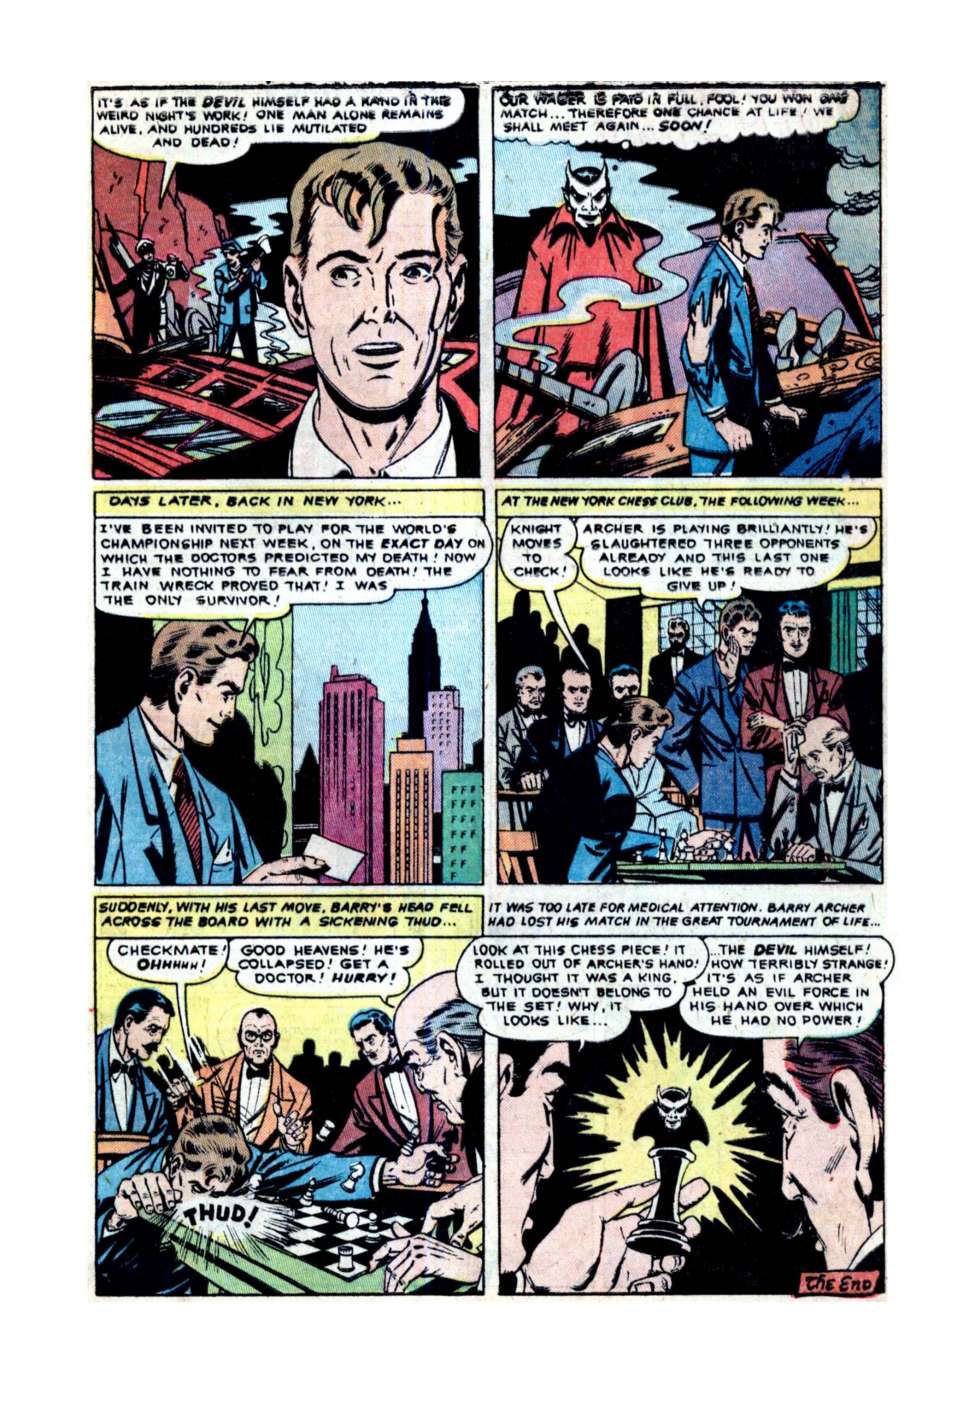 IT'S AS IF THE DEVIL HIMSELF HAD A HAND IN THIS
WEIRD NIGHT'S WORK! ONE MAN ALONE REMAINS
ALIVE, AND HUNDREDS LIE MUTILATED
AND DEAD!
OUR WAGER IS PAID IN FULL, FOOL! YOU WON ONE
MATCH... THEREFORE ONE CHANCE AT LIFE! WE
SHALL MEET AGAIN... SOON!
DAYS LATER, BACK IN NEW YORK...
I'VE BEEN INVITED TO PLAY FOR THE WORLD'S
CHAMPIONSHIP NEXT WEEK, ON THE EXACT DAY ON
WHICH THE DOCTORS PREDICTED MY DEATH! NOW
I HAVE NOTHING TO FEAR FROM DEATH! THE
TRAIN WRECK PROVED THAT! I WAS
THE ONLY SURVIVOR!
AT THE NEW YORK CHESS CLUB, THE FOLLOWING WEEK...
KNIGHT
MOVES
TO
CHECK!
ARCHER IS PLAYING BRILLIANTLY! HE'S
SLAUGHTERED THREE OPPONENTS
ALREADY AND THIS LAST ONE
LOOKS LIKE HE'S READY TO
GIVE UP!
SUDDENLY, WITH HIS LAST MOVE, BARRY'S HEAD FELL
ACROSS THE BOARD WITH A SICKENING THUD...
CHECKMATE!
OHHHHH!
GOOD HEAVENS! HE'S
COLLAPSED! GET A
DOCTOR! HURRY!
THUD!
IT WAS TOO LATE FOR MEDICAL ATTENTION. BARRY ARCHER
HAD LOST HIS MATCH IN THE GREAT TOURNAMENT OF LIFE...
LOOK AT THIS CHESS PIECE! IT
ROLLED OUT OF ARCHER'S HAND!
I THOUGHT IT WAS A KING,
BUT IT DOESN'T BELONG TO
THE SET! WHY, IT
LOOKS LIKE...
...THE DEVIL HIMSELF!
HOW TERRIBLY STRANGE!
IT'S AS IF ARCHER
HELD AN EVIL FORCE IN
HIS HAND OVER WHICH
HE HAD NO POWER!
THE END